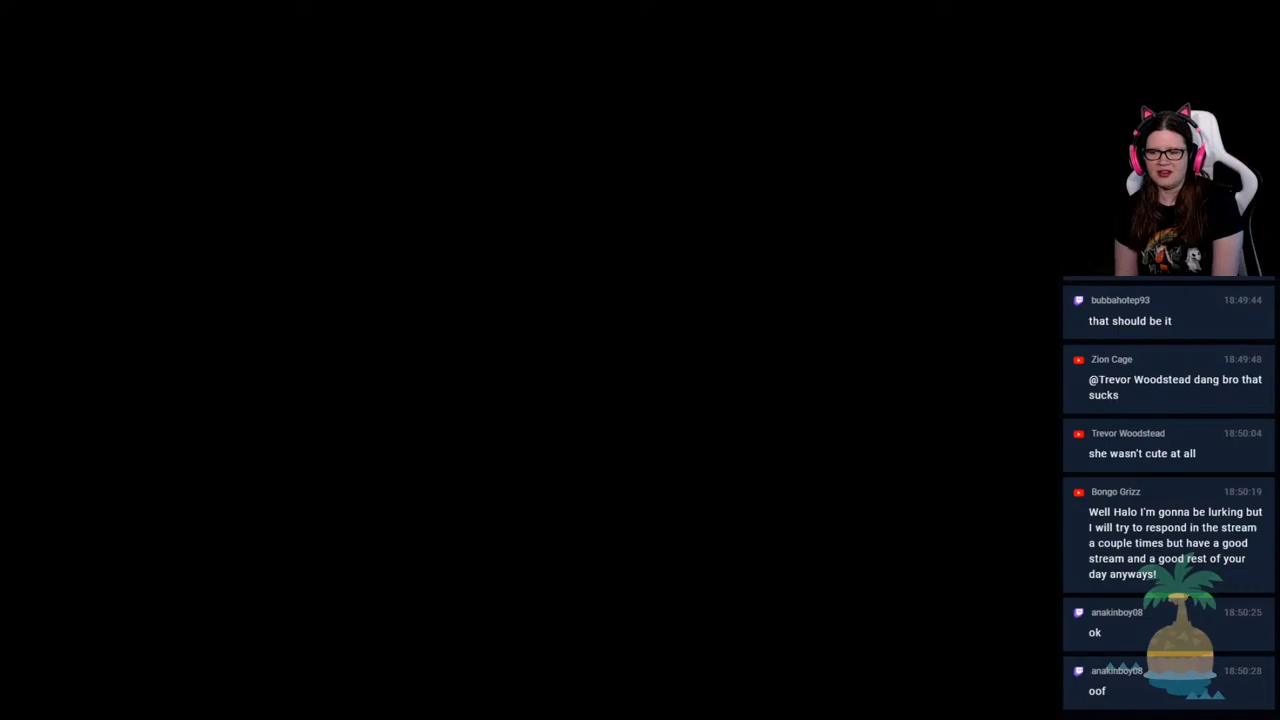 bubbahotep93 18:49:44
that should be it
Zion Cage 18:49:48
@Trevor Woodstead dang bro that
sucks
Trevor Woodstead 18:50:04
she wasn't cute at all
Bongo Grizz 18:50:19
Well Halo I'm gonna be lurking but
I will try to respond in the stream
a couple times but have a good
stream and a good rest of your
day anyways!
anakinboy08 18:50:25
ok
anakinboy08 18:50:28
oof